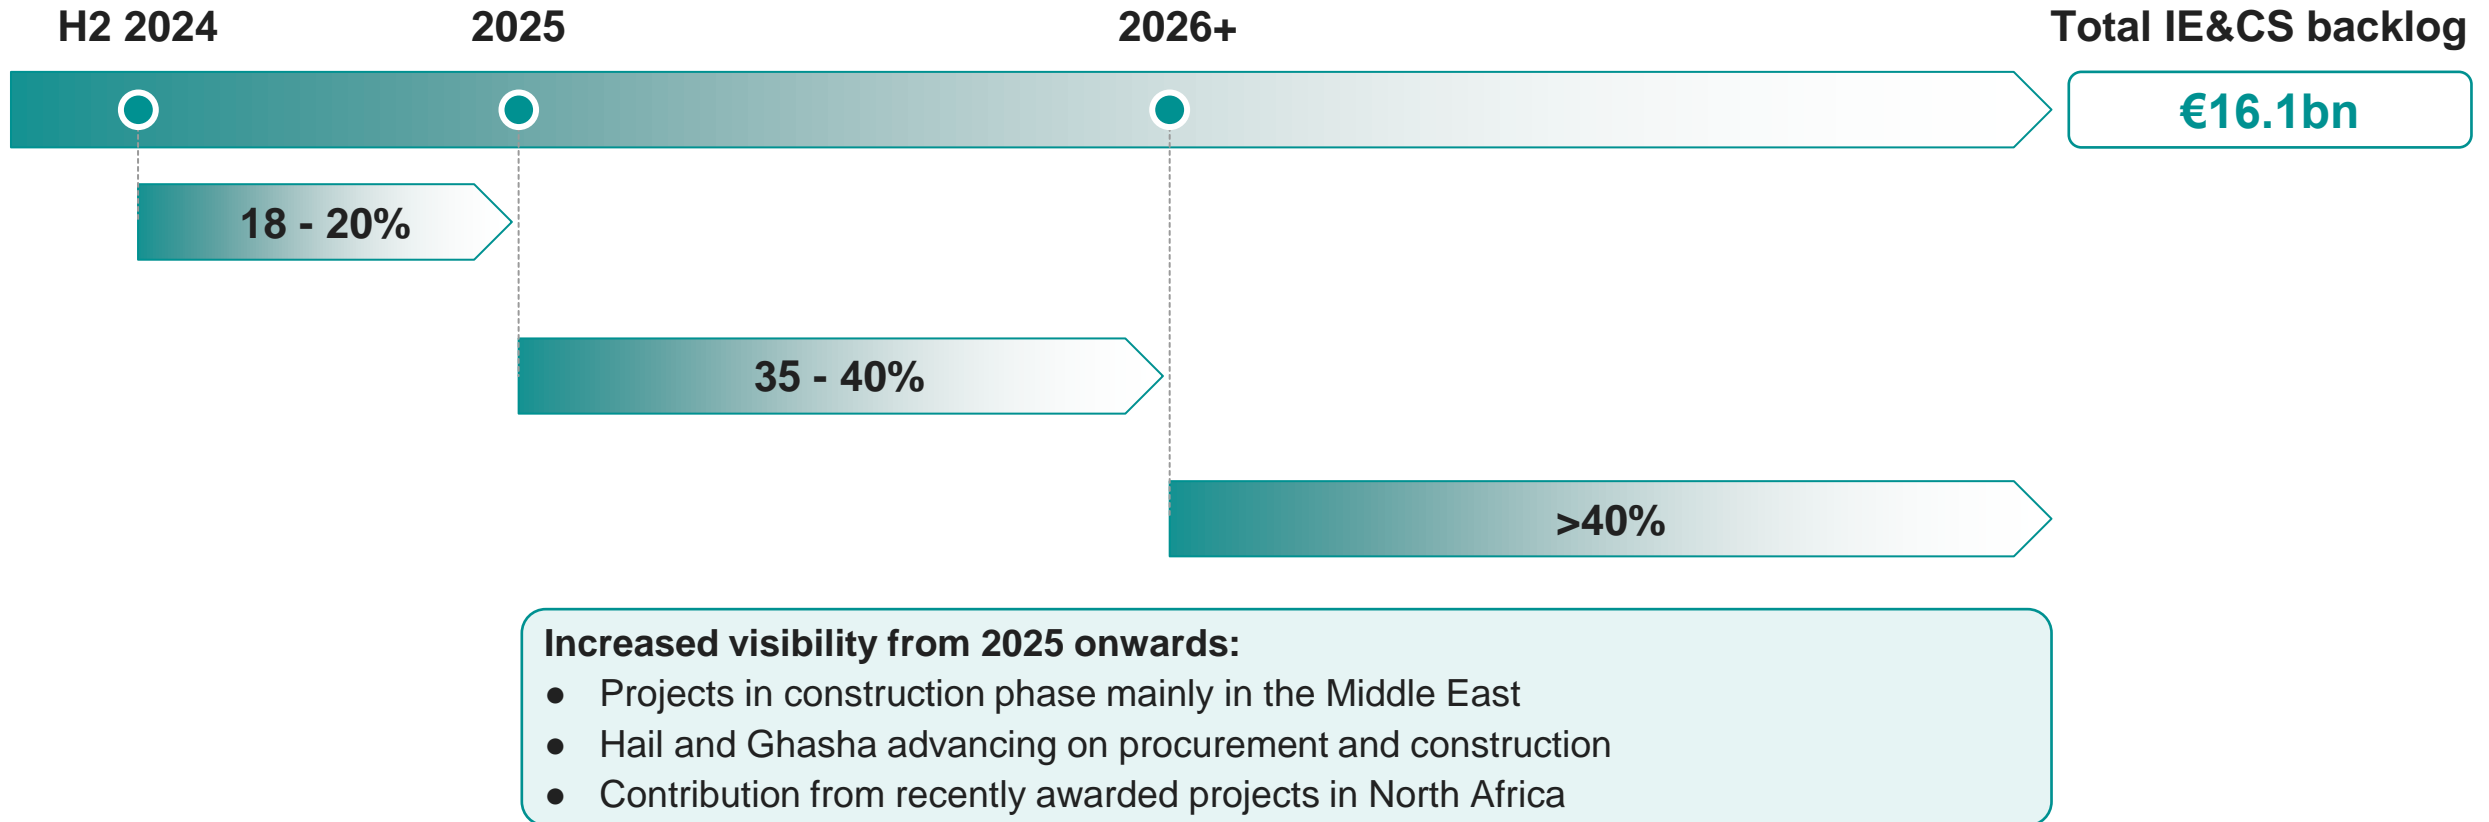 H2 2024
2025
2026+
Total IE&CS backlog
€16.1bn
18 - 20%
35 - 40%
>40%
Increased visibility from 2025 onwards:
● Projects in construction phase mainly in the Middle East
● Hail and Ghasha advancing on procurement and construction
● Contribution from recently awarded projects in North Africa